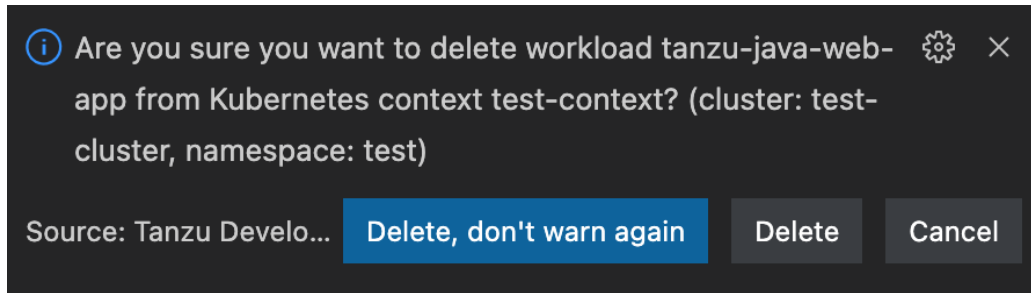 Are you sure you want to delete workload tanzu-java-web-
app from Kubernetes context test-context? (cluster: test-
cluster, namespace: test)
Source: Tanzu Develo... Delete, don't warn again Delete Cancel